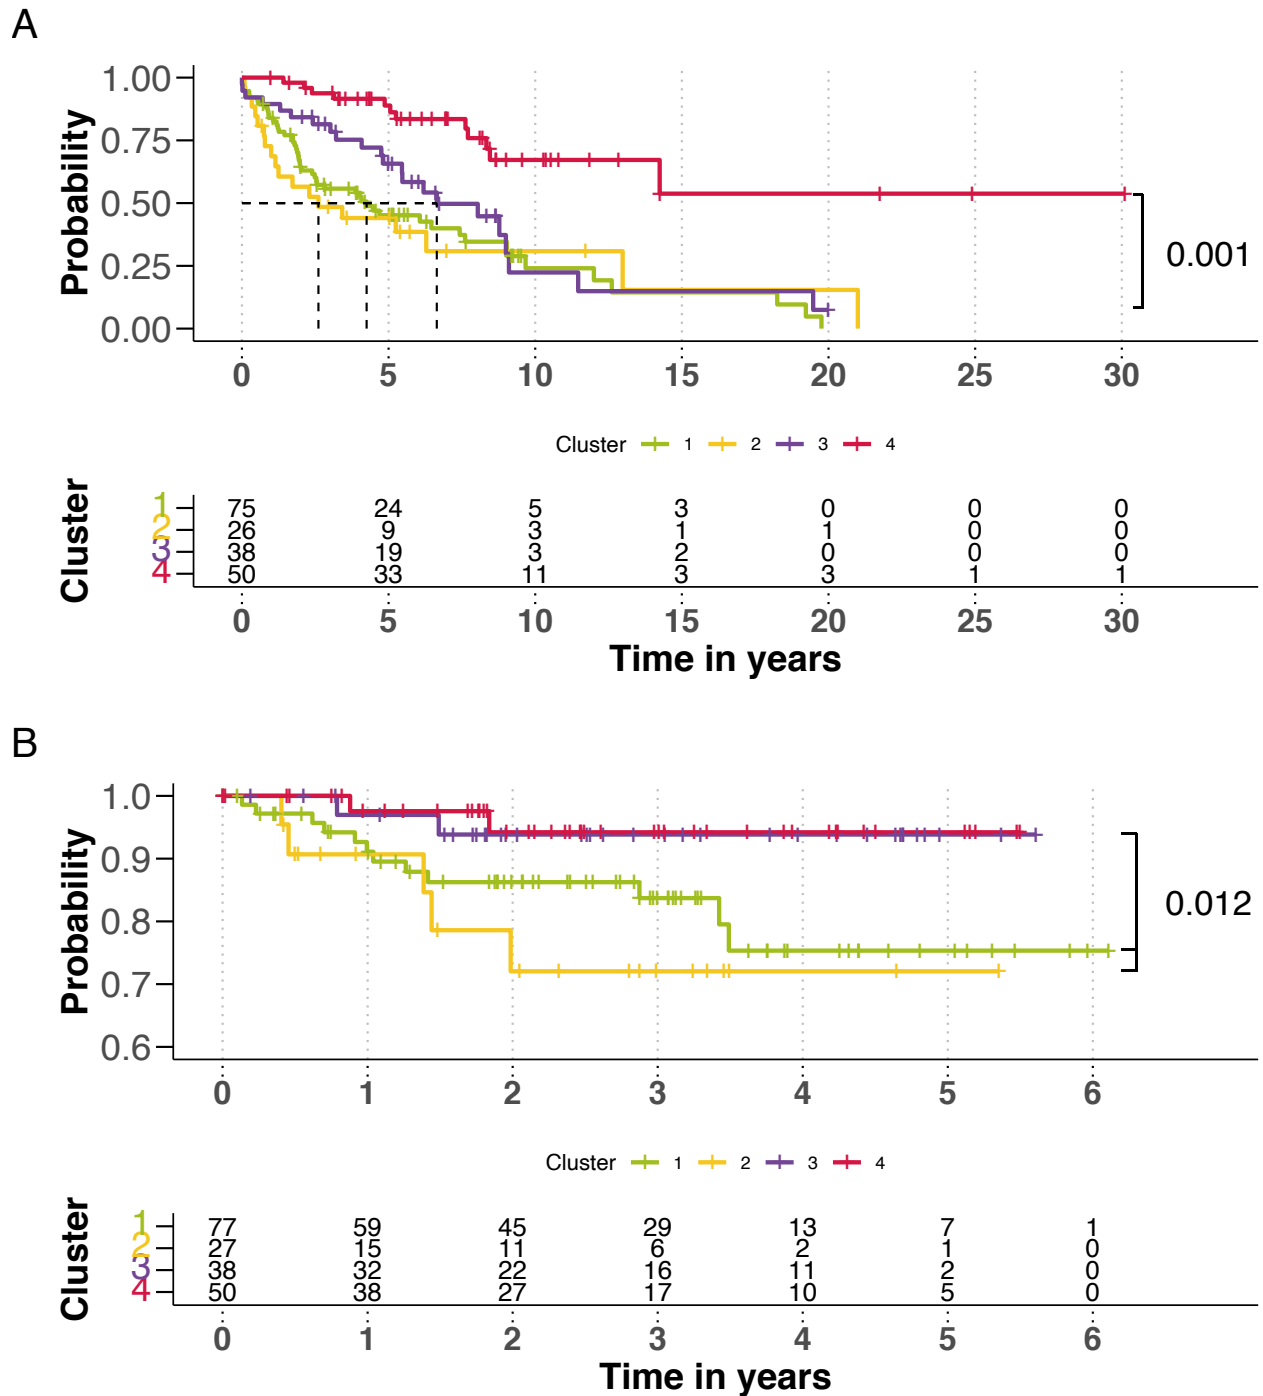 A
Probability
1.00
0.75
0.50
0.25
0.00
0.001
0 5 10 15 20 25 30
Cluster 1 2 3 4
Cluster
1 75 24 5 3 0 0 0
2 26 9 3 1 1 0 0
3 38 19 3 2 0 0 0
4 50 33 11 3 3 1 1
0 5 10 15 20 25 30
Time in years
B
Probability
1.0
0.9
0.8
0.7
0.6
0.012
0 1 2 3 4 5 6
Cluster 1 2 3 4
Cluster
1 77 59 45 29 13 7 1
2 27 15 11 6 2 1 0
3 38 32 22 16 11 2 0
4 50 38 27 17 10 5 0
0 1 2 3 4 5 6
Time in years